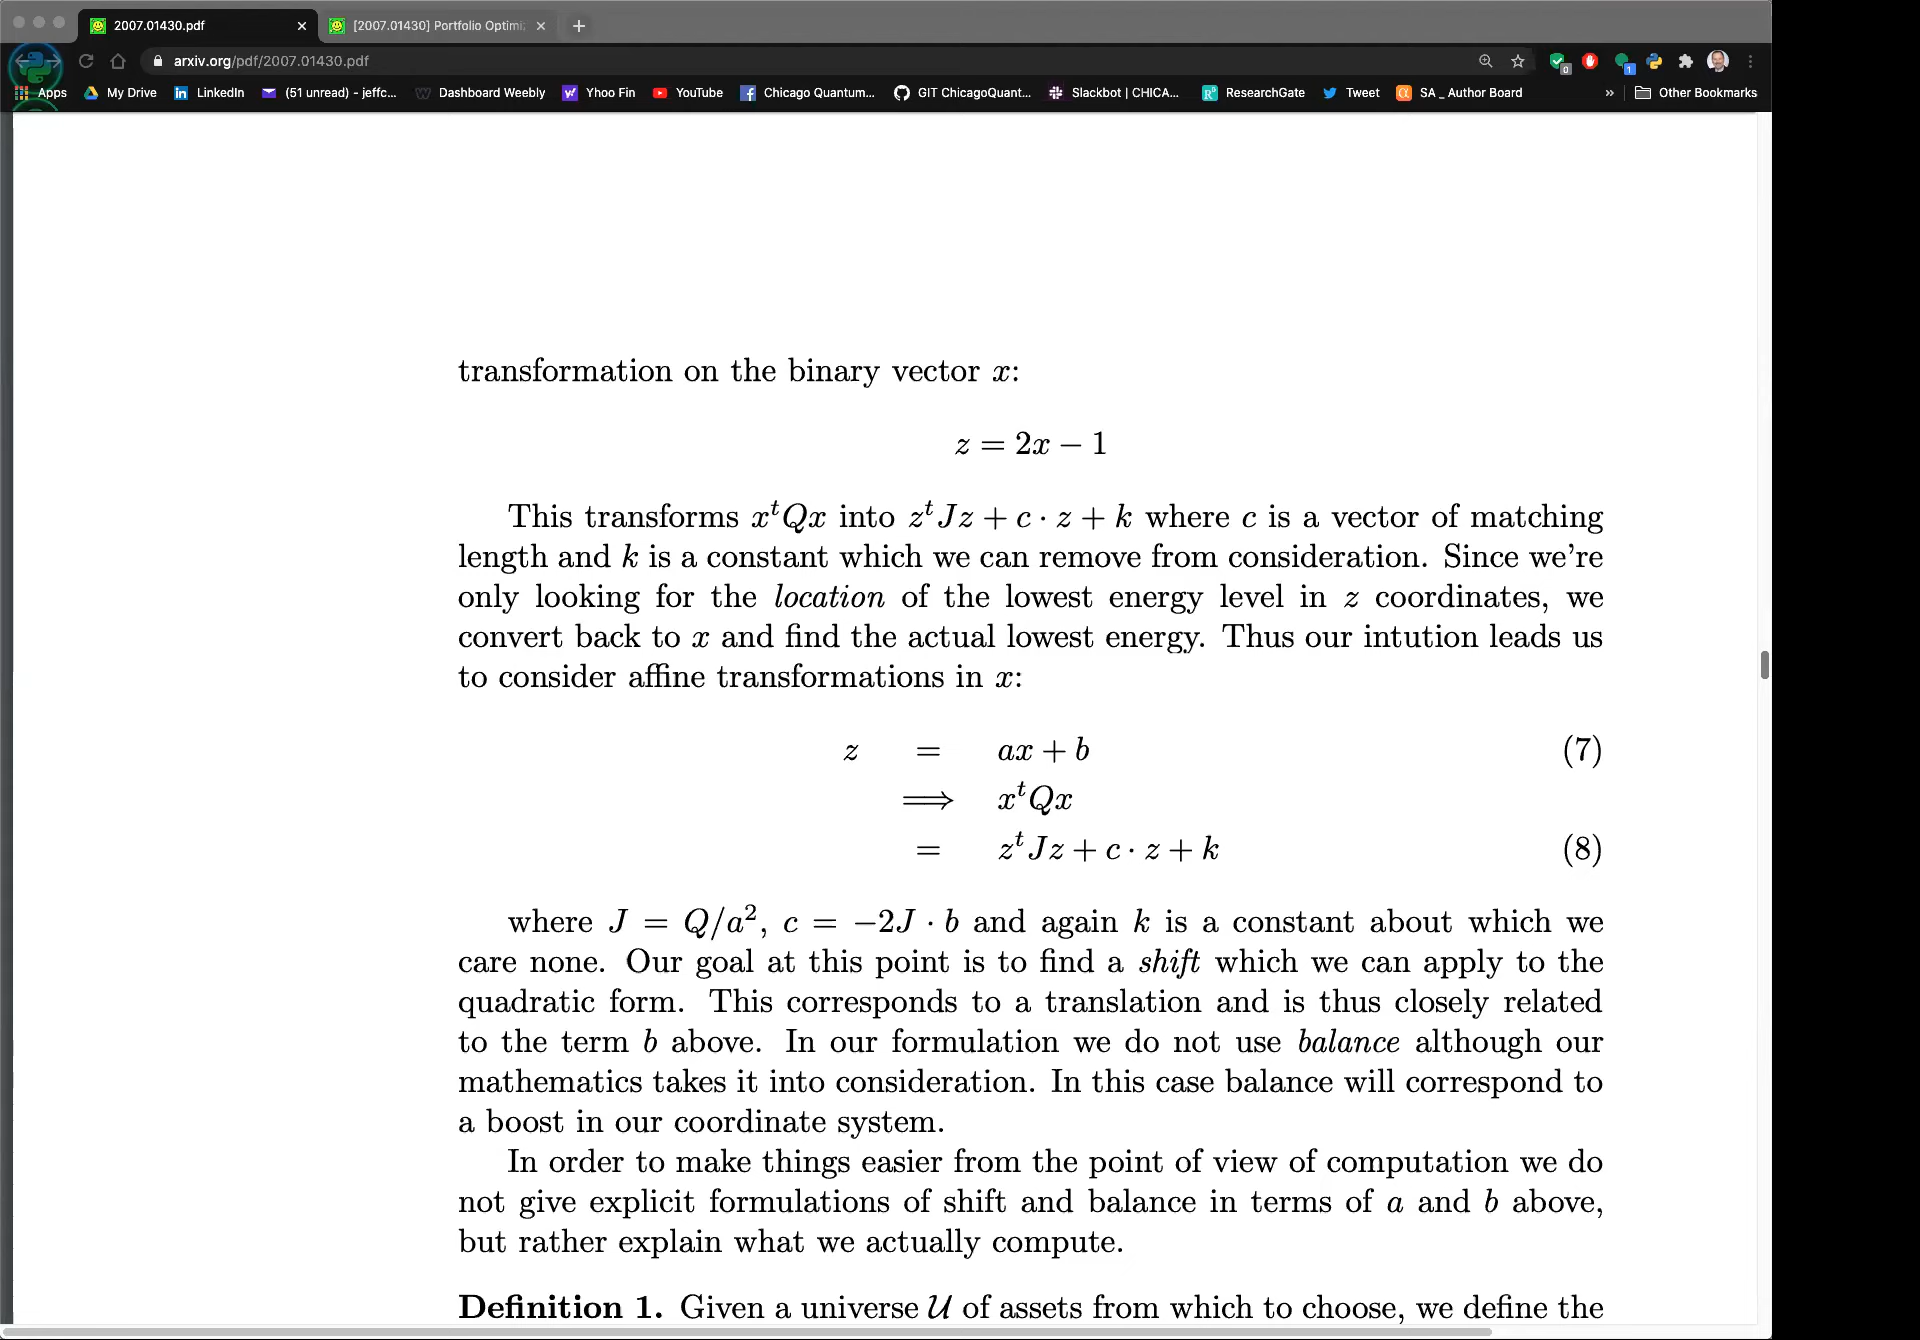 2007.01430.pdf
[2007.01430] Portfolio Optimi
arxiv.org/pdf/2007.01430.pdf
0
1
Apps My Drive LinkedIn (51 unread) - jeffc... Dashboard Weebly Yhoo Fin YouTube Chicago Quantum... GIT ChicagoQuant... Slackbot | CHICA... ResearchGate Tweet SA _ Author Board » Other Bookmarks
transformation on the binary vector x:
z = 2x − 1
This transforms xᵗQx into zᵗJz + c · z + k where c is a vector of matching
length and k is a constant which we can remove from consideration. Since we're
only looking for the location of the lowest energy level in z coordinates, we
convert back to x and find the actual lowest energy. Thus our intution leads us
to consider affine transformations in x:
z = ax + b (7)
⟹ xᵗQx
= zᵗJz + c · z + k (8)
where J = Q/a², c = −2J · b and again k is a constant about which we
care none. Our goal at this point is to find a shift which we can apply to the
quadratic form. This corresponds to a translation and is thus closely related
to the term b above. In our formulation we do not use balance although our
mathematics takes it into consideration. In this case balance will correspond to
a boost in our coordinate system.
In order to make things easier from the point of view of computation we do
not give explicit formulations of shift and balance in terms of a and b above,
but rather explain what we actually compute.
Definition 1. Given a universe 𝒰 of assets from which to choose, we define the